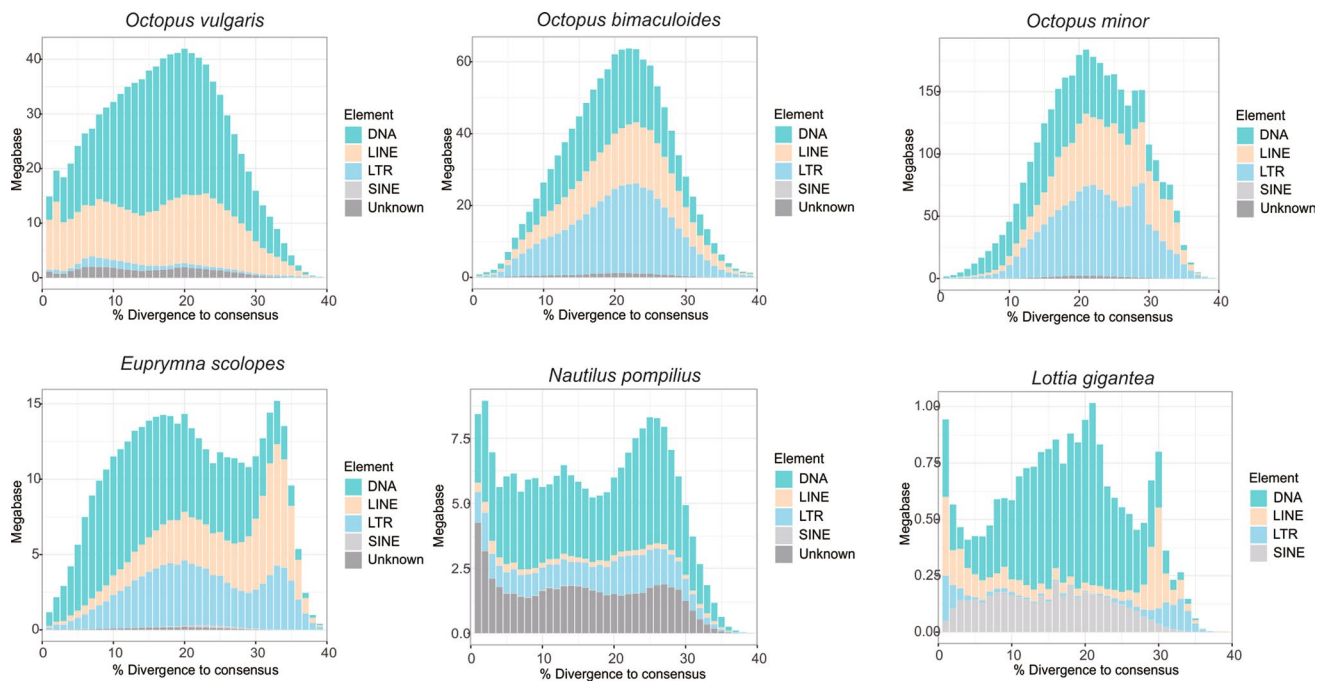 Octopus vulgaris
Megabase
40
30
20
10
0
0 10 20 30 40
% Divergence to consensus
Element
DNA
LINE
LTR
SINE
Unknown
Octopus bimaculoides
Megabase
60
40
20
0
0 10 20 30 40
% Divergence to consensus
Element
DNA
LINE
LTR
SINE
Unknown
Octopus minor
Megabase
150
100
50
0
0 10 20 30 40
% Divergence to consensus
Element
DNA
LINE
LTR
SINE
Unknown
Euprymna scolopes
Megabase
15
10
5
0
0 10 20 30 40
% Divergence to consensus
Element
DNA
LINE
LTR
SINE
Unknown
Nautilus pompilius
Megabase
7.5
5.0
2.5
0.0
0 10 20 30 40
% Divergence to consensus
Element
DNA
LINE
LTR
SINE
Unknown
Lottia gigantea
Megabase
1.00
0.75
0.50
0.25
0.00
0 10 20 30 40
% Divergence to consensus
Element
DNA
LINE
LTR
SINE